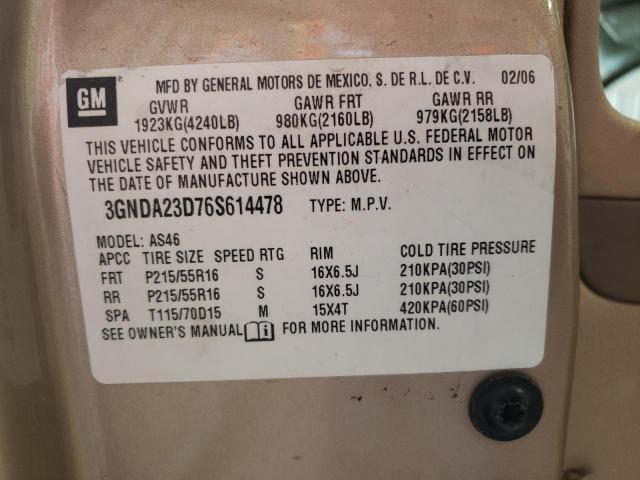 GM
MFD BY GENERAL MOTORS DE MEXICO, S. DE R.L. DE C.V. 02/06
GVWR GAWR FRT GAWR RR
1923KG(4240LB) 980KG(2160LB) 979KG(2158LB)
THIS VEHICLE CONFORMS TO ALL APPLICABLE U.S. FEDERAL MOTOR
VEHICLE SAFETY AND THEFT PREVENTION STANDARDS IN EFFECT ON
THE DATE OF MANUFACTURE SHOWN ABOVE.
3GNDA23D76S614478 TYPE: M.P.V.
MODEL: AS46
APCC TIRE SIZE SPEED RTG RIM COLD TIRE PRESSURE
FRT P215/55R16 S 16X6.5J 210KPA(30PSI)
RR P215/55R16 S 16X6.5J 210KPA(30PSI)
SPA T115/70D15 M 15X4T 420KPA(60PSI)
SEE OWNER'S MANUAL i FOR MORE INFORMATION.